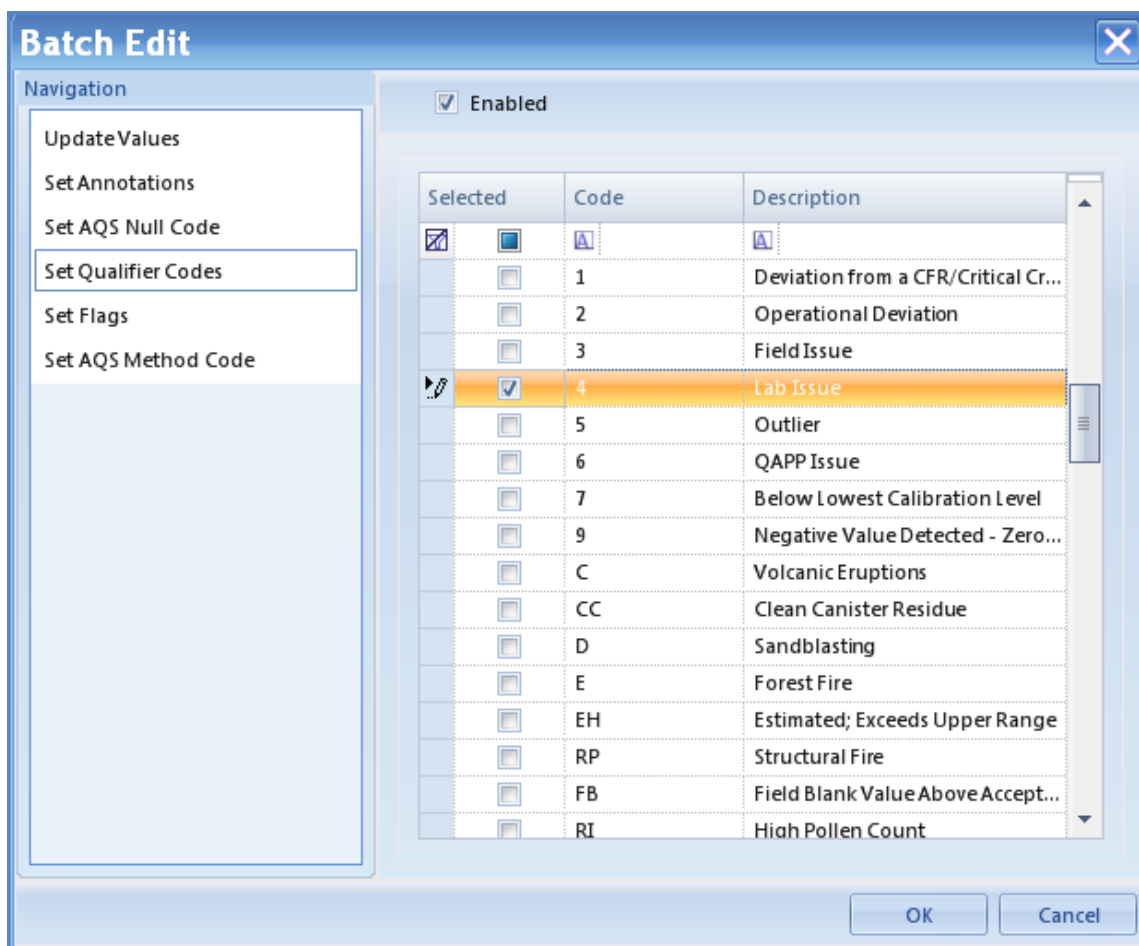 Batch Edit
Navigation
Update Values
Set Annotations
Set AQS Null Code
Set Qualifier Codes
Set Flags
Set AQS Method Code
Enabled
Selected Code Description
A A
1 Deviation from a CFR/Critical Cr...
2 Operational Deviation
3 Field Issue
4 Lab Issue
5 Outlier
6 QAPP Issue
7 Below Lowest Calibration Level
9 Negative Value Detected - Zero...
C Volcanic Eruptions
CC Clean Canister Residue
D Sandblasting
E Forest Fire
EH Estimated; Exceeds Upper Range
RP Structural Fire
FB Field Blank Value Above Accept...
RI High Pollen Count
OK Cancel